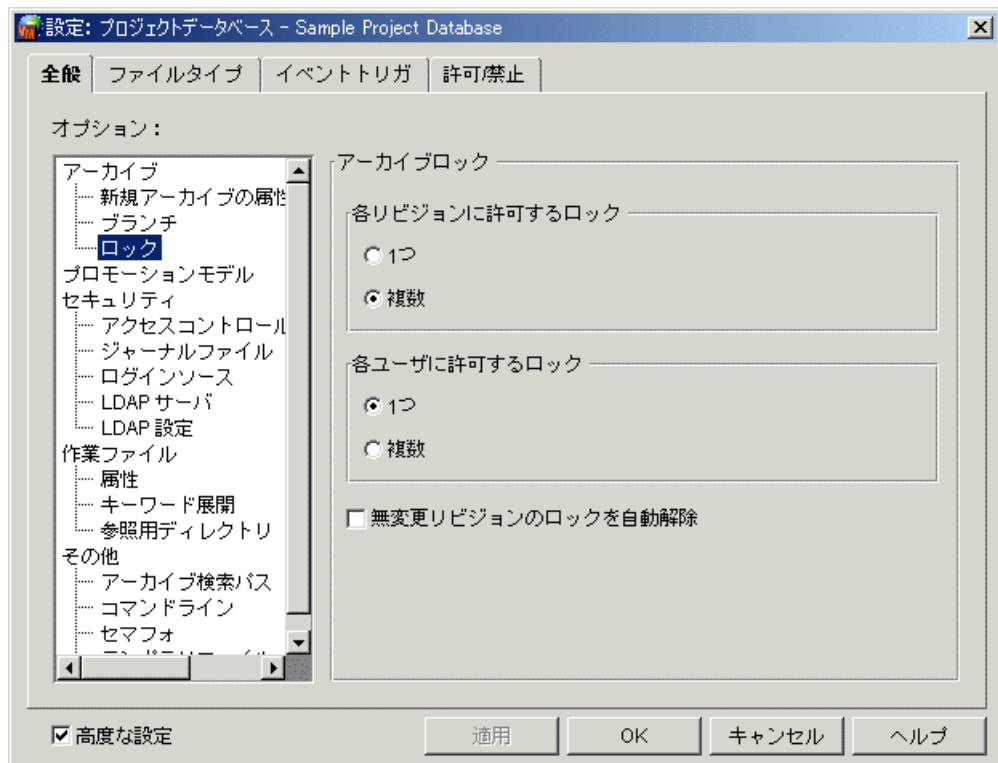 設定: プロジェクトデータベース - Sample Project Database
全般 ファイルタイプ イベントトリガ 許可/禁止
オプション：
アーカイブ
新規アーカイブの属性
ブランチ
ロック
プロモーションモデル
セキュリティ
アクセスコントロール
ジャーナルファイル
ログインソース
LDAP サーバ
LDAP 設定
作業ファイル
属性
キーワード展開
参照用ディレクトリ
その他
アーカイブ検索パス
コマンドライン
セマフォ
アーカイブロック
各リビジョンに許可するロック
1つ
複数
各ユーザに許可するロック
1つ
複数
無変更リビジョンのロックを自動解除
高度な設定
適用 OK キャンセル ヘルプ